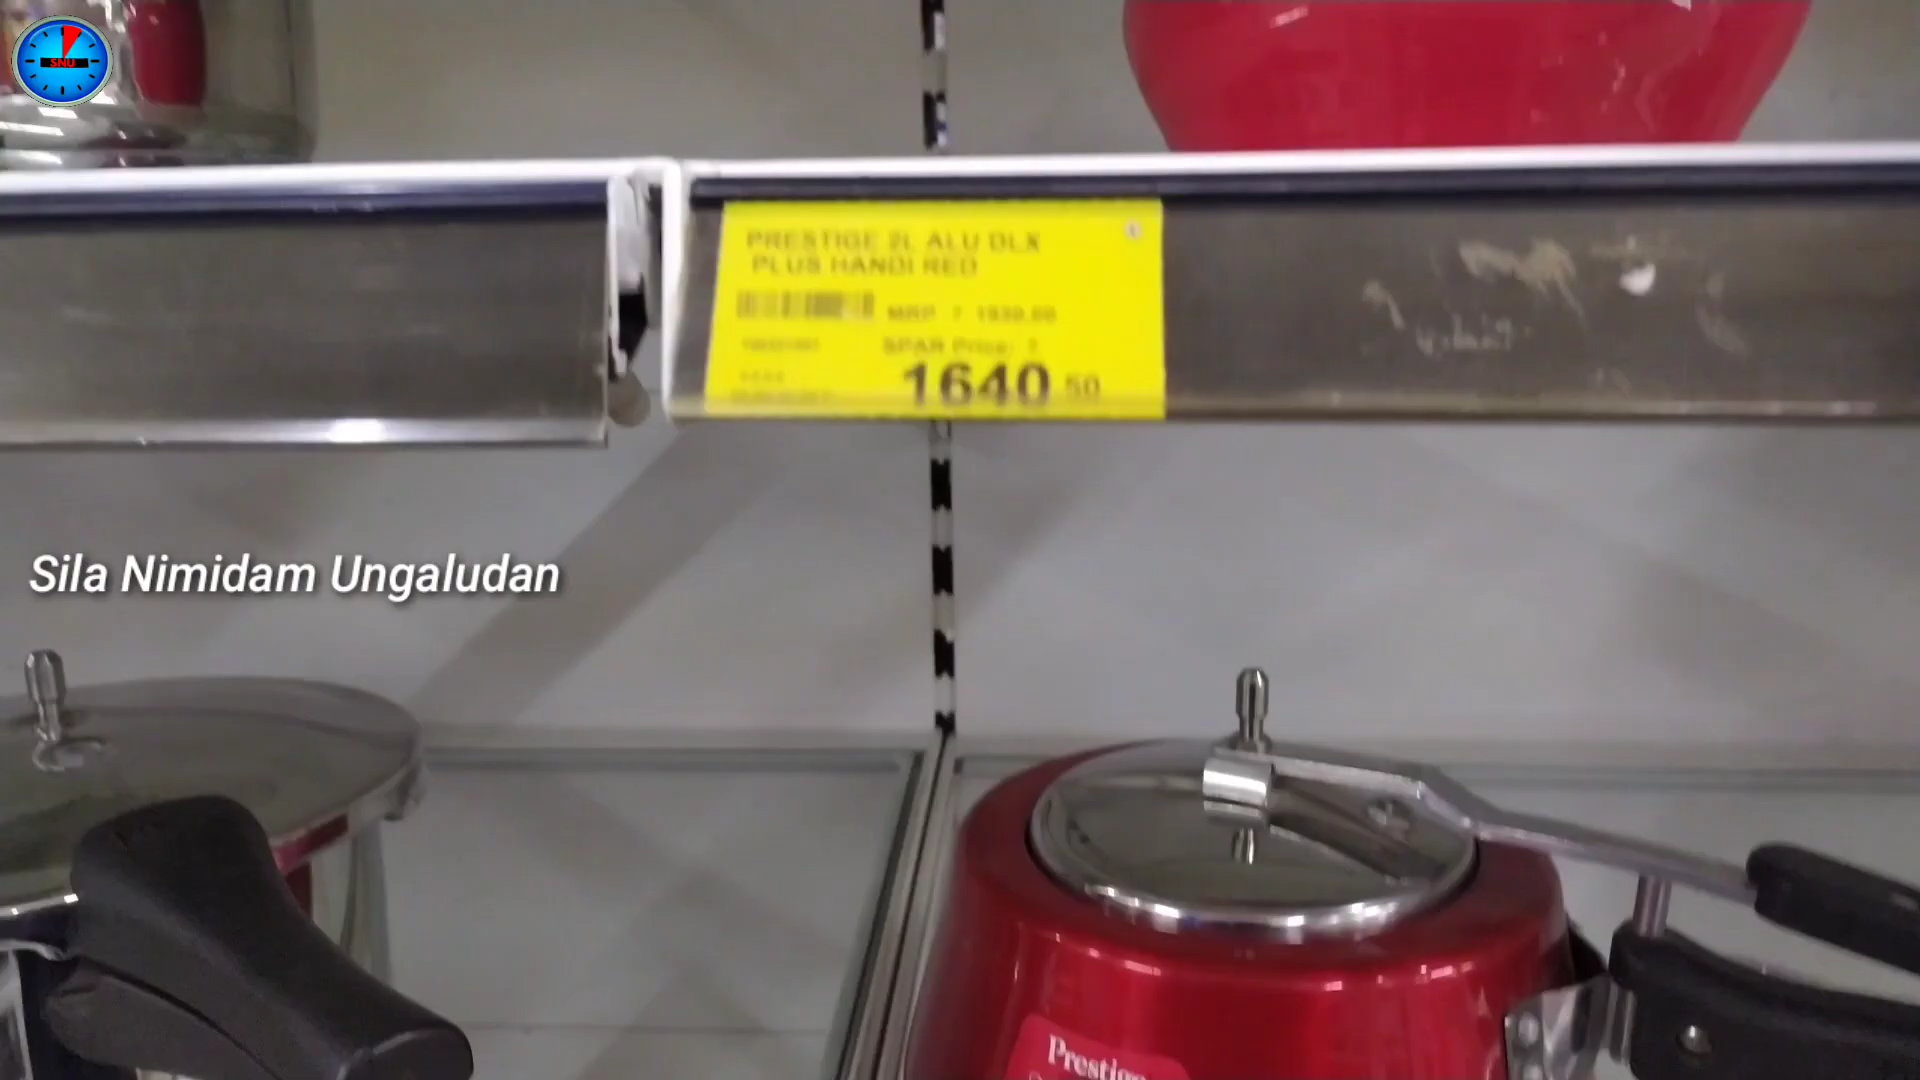 SNU
PRESTIGE 2L ALU DLX
PLUS HANDI RED
MRP
SPAR Price:
1640.50
Sila Nimidam Ungaludan
Prestige